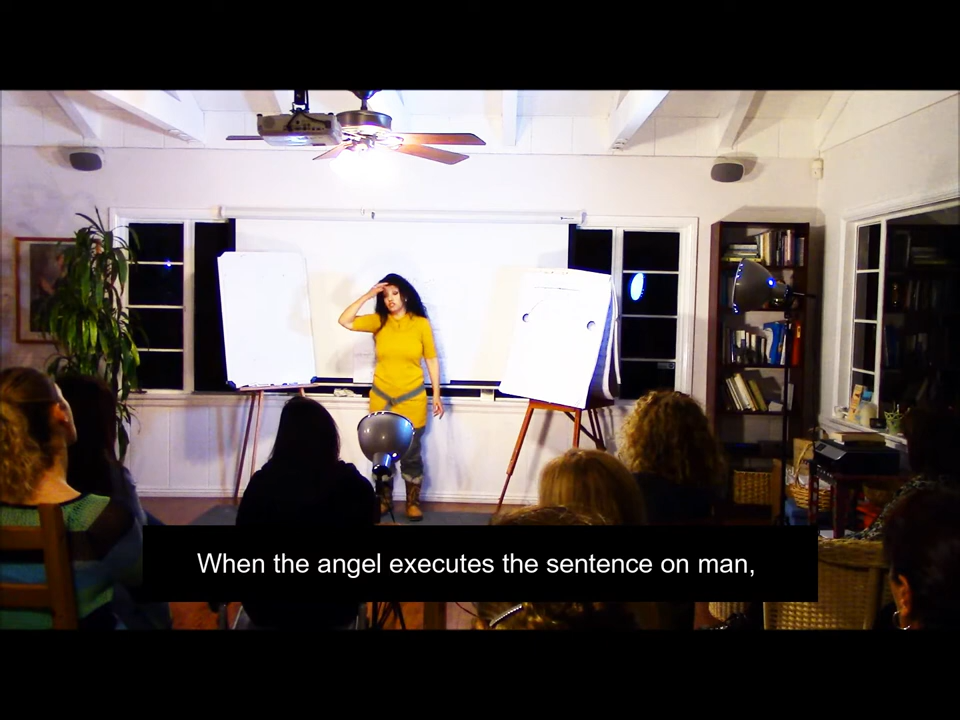 When the angel executes the sentence on man,